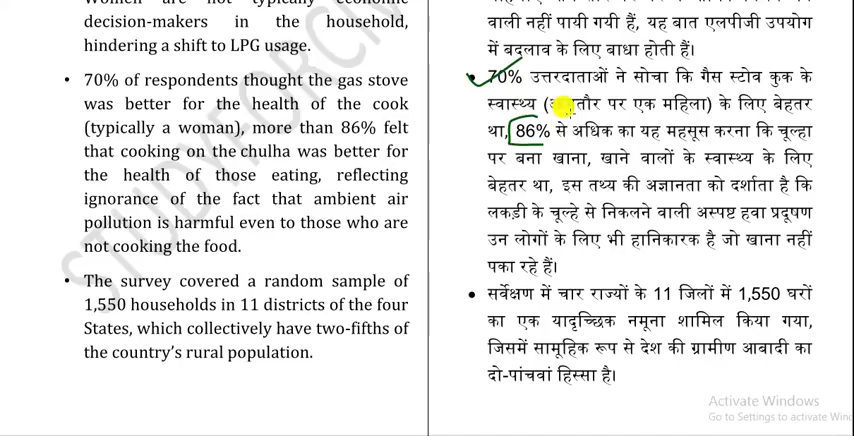 decision-makers in the household,
hindering a shift to LPG usage.
• 70% of respondents thought the gas stove
was better for the health of the cook
(typically a woman), more than 86% felt
that cooking on the chulha was better for
the health of those eating, reflecting
ignorance of the fact that ambient air
pollution is harmful even to those who are
not cooking the food.
• The survey covered a random sample of
1,550 households in 11 districts of the four
States, which collectively have two-fifths of
the country's rural population.
वाली नहीं पायी गयी हैं, यह बात एलपीजी उपयोग
में बदलाव के लिए बाधा होती हैं।
• 70% उत्तरदाताओं ने सोचा कि गैस स्टोव कुक के
स्वास्थ्य पर एक महिला) के लिए बेहतर
था, 86% से अधिक का यह महसूस करना कि चूल्हा
पर बना खाना, खाने वालों के स्वास्थ्य के लिए
बेहतर था, इस तथ्य की अज्ञानता को दर्शाता है कि
लकड़ी के चूल्हे से निकलने वाली अस्पष्ट हवा प्रदूषण
उन लोगों के लिए भी हानिकारक है जो खाना नहीं
पका रहे हैं।
• सर्वेक्षण में चार राज्यों के 11 जिलों में 1,550 घरों
का एक यादृच्छिक नमूना शामिल किया गया,
जिसमें सामूहिक रूप से देश की ग्रामीण आबादी का
दो-पांचवां हिस्सा है।
STUDYFORCIV
Activate Windows
Go to Settings to activate Wind